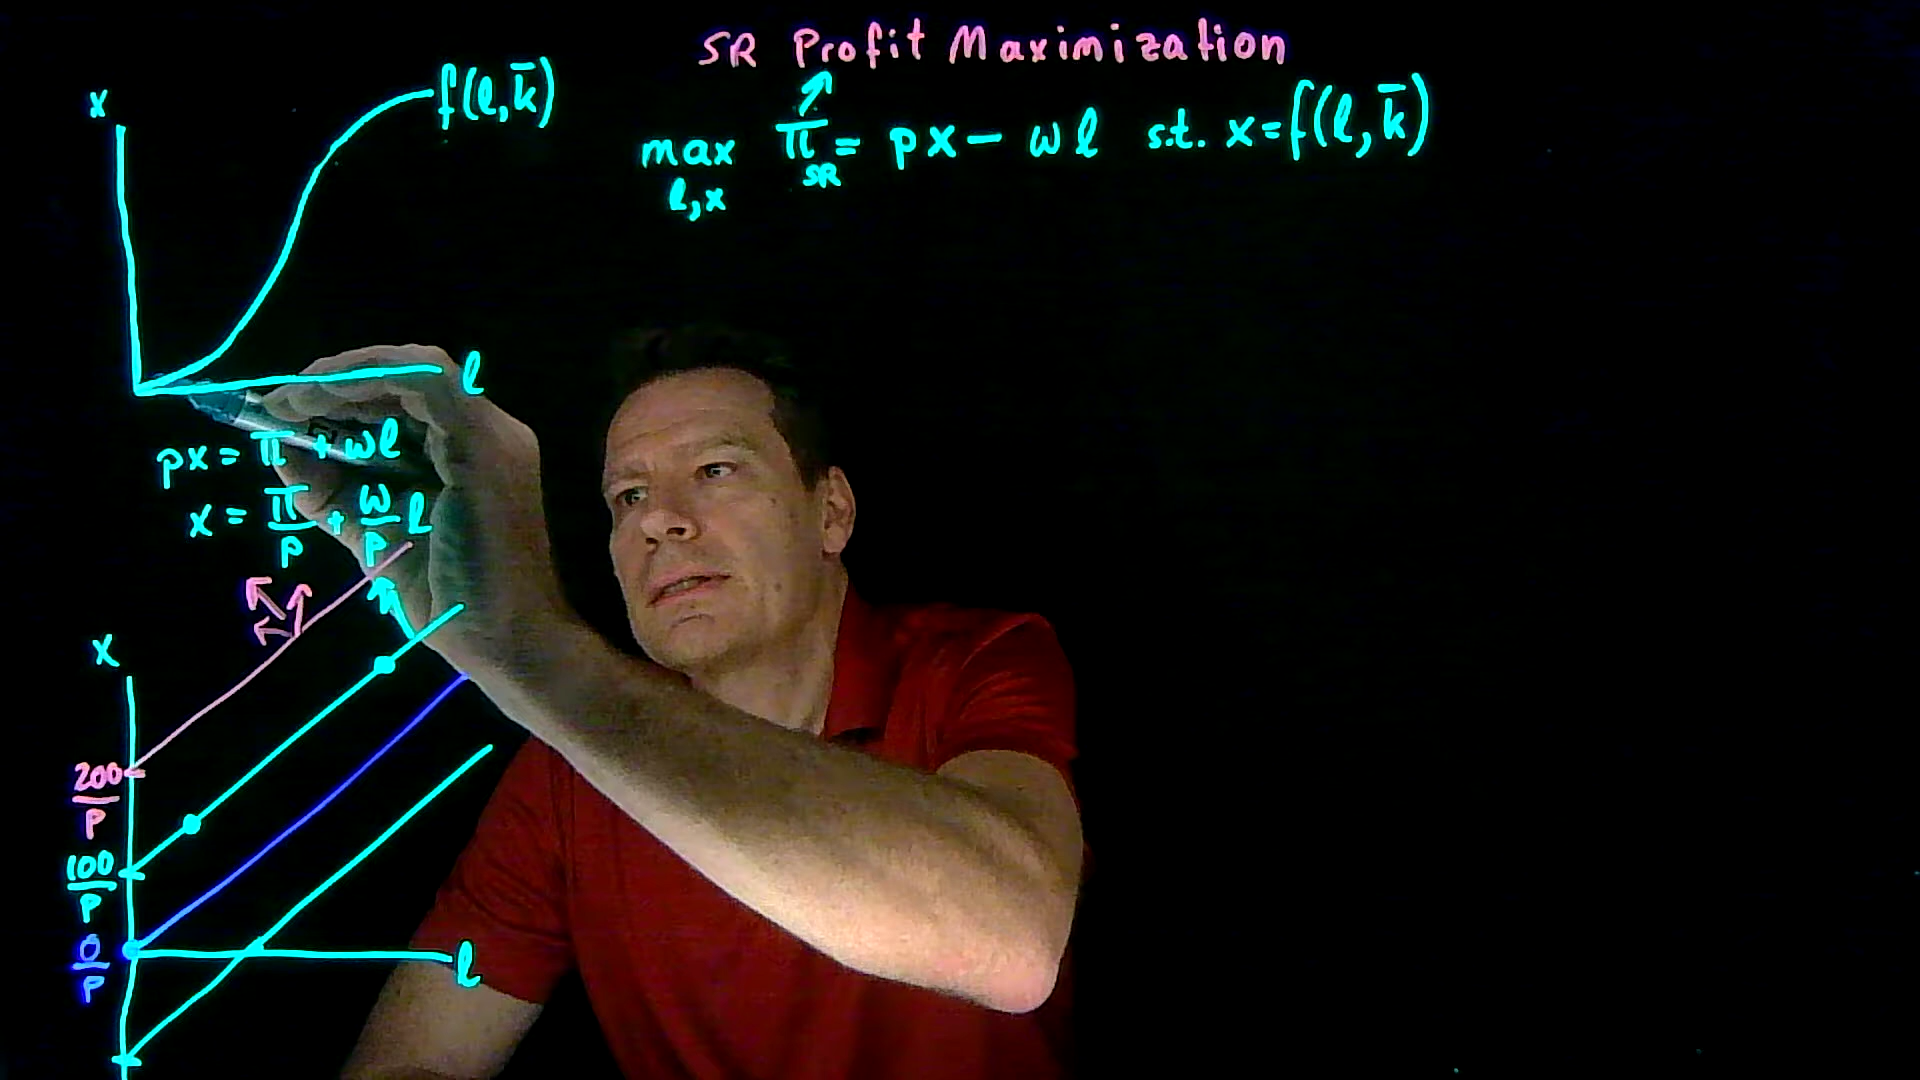 SR Profit Maximization
max π_SR = px - wl s.t. x = f(l, k̄)
l, x
x
f(l, k̄)
l
px = π + wl
x = π/p + w/p l
x
200/P
100/P
0/P
l